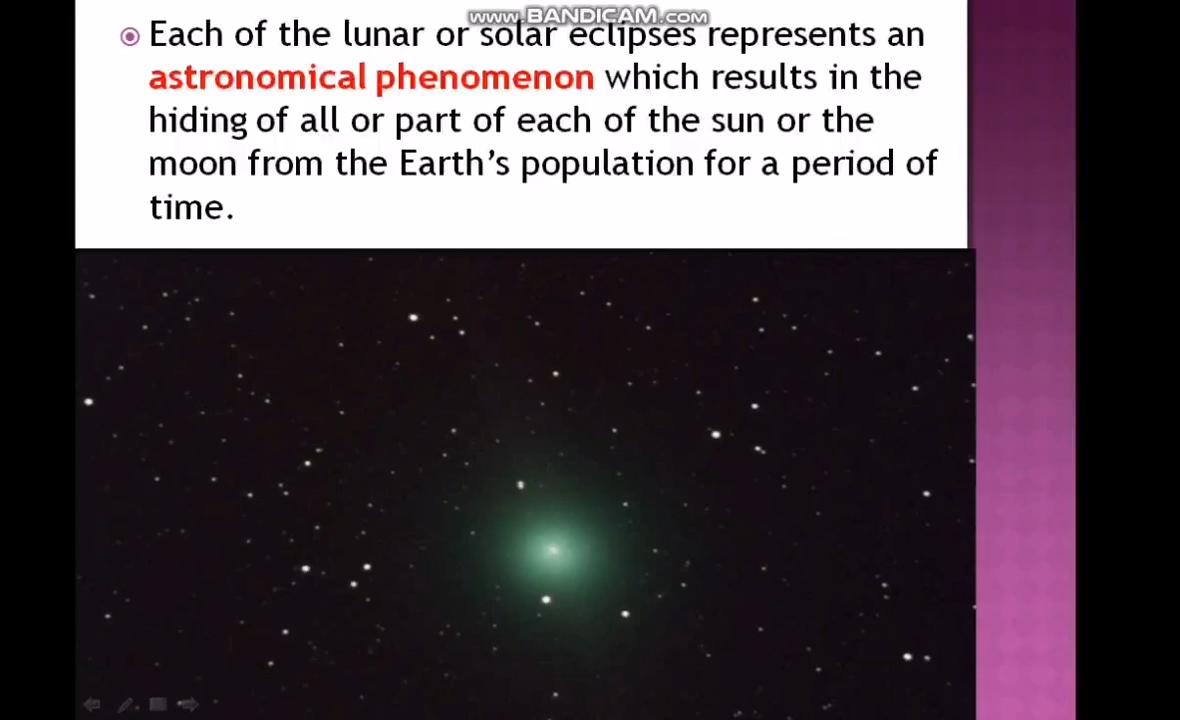 www.BANDICAM.com
Each of the lunar or solar eclipses represents an
astronomical phenomenon which results in the
hiding of all or part of each of the sun or the
moon from the Earth’s population for a period of
time.